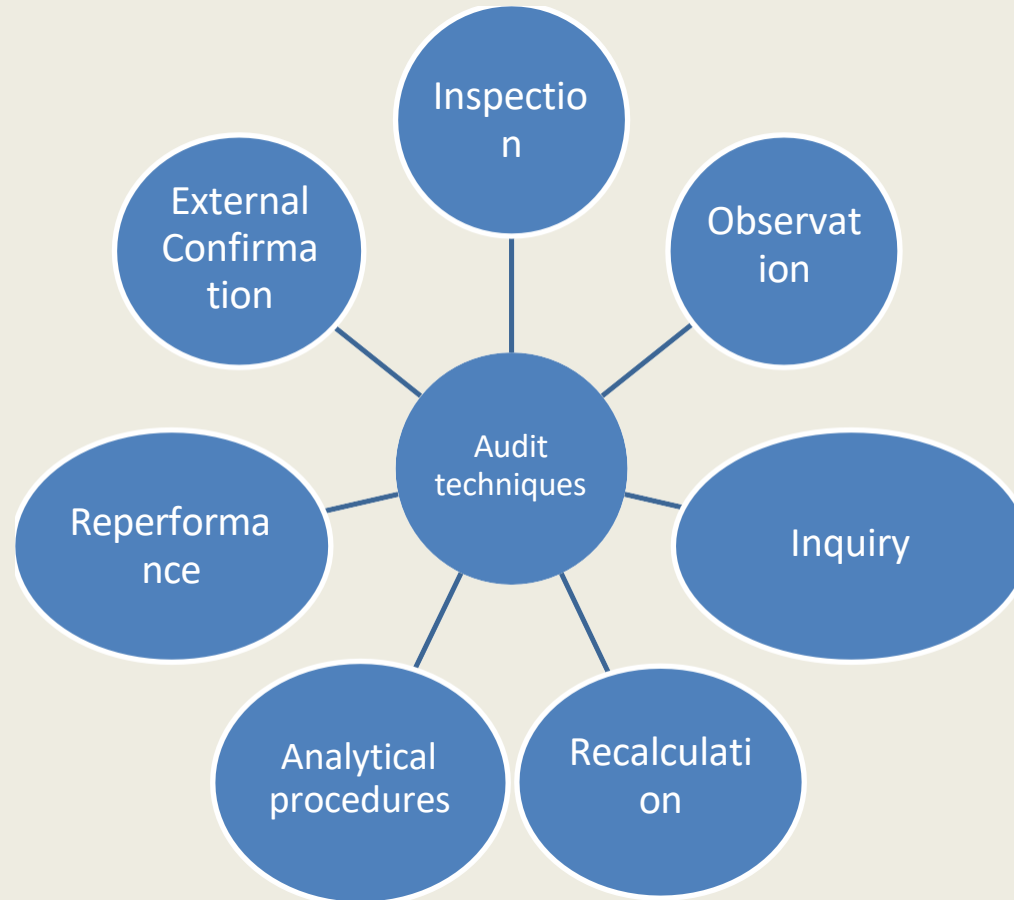 Inspectio
n
Observat
ion
Inquiry
Recalculati
on
Analytical
procedures
Reperforma
nce
External
Confirma
tion
Audit
techniques